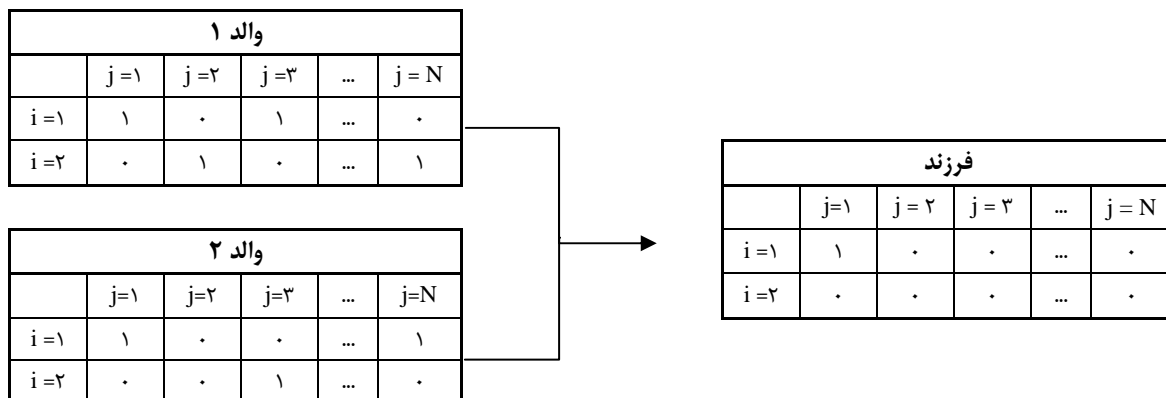 والد ۱
j =۱ j =۲ j =۳ ... j = N
i =۱ ۱ ۰ ۱ ... ۰
i =۲ ۰ ۱ ۰ ... ۱
والد ۲
j=۱ j=۲ j=۳ ... j=N
i =۱ ۱ ۰ ۰ ... ۱
i =۲ ۰ ۰ ۱ ... ۰
فرزند
j=۱ j = ۲ j = ۳ ... j = N
i =۱ ۱ ۰ ۰ ... ۰
i =۲ ۰ ۰ ۰ ... ۰